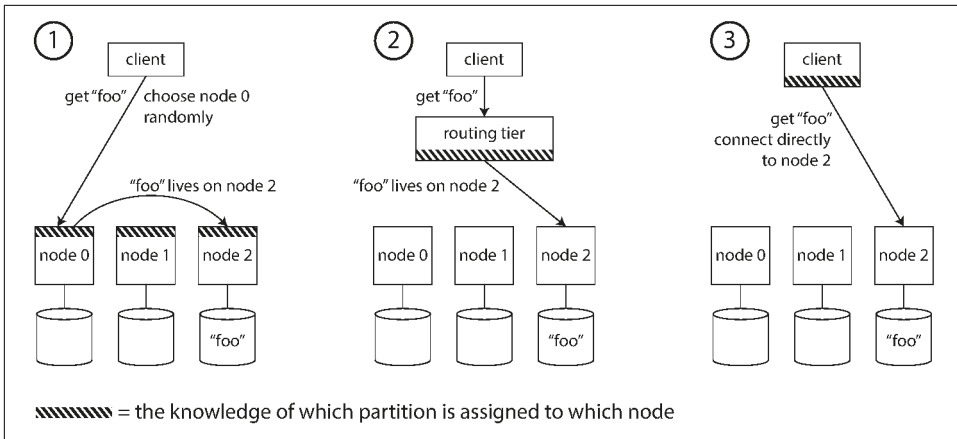 1
client
get “foo”
choose node 0
randomly
“foo” lives on node 2
node 0
node 1
node 2
“foo”
2
client
get “foo”
routing tier
“foo” lives on node 2
node 0
node 1
node 2
“foo”
3
client
get “foo”
connect directly
to node 2
node 0
node 1
node 2
“foo”
= the knowledge of which partition is assigned to which node